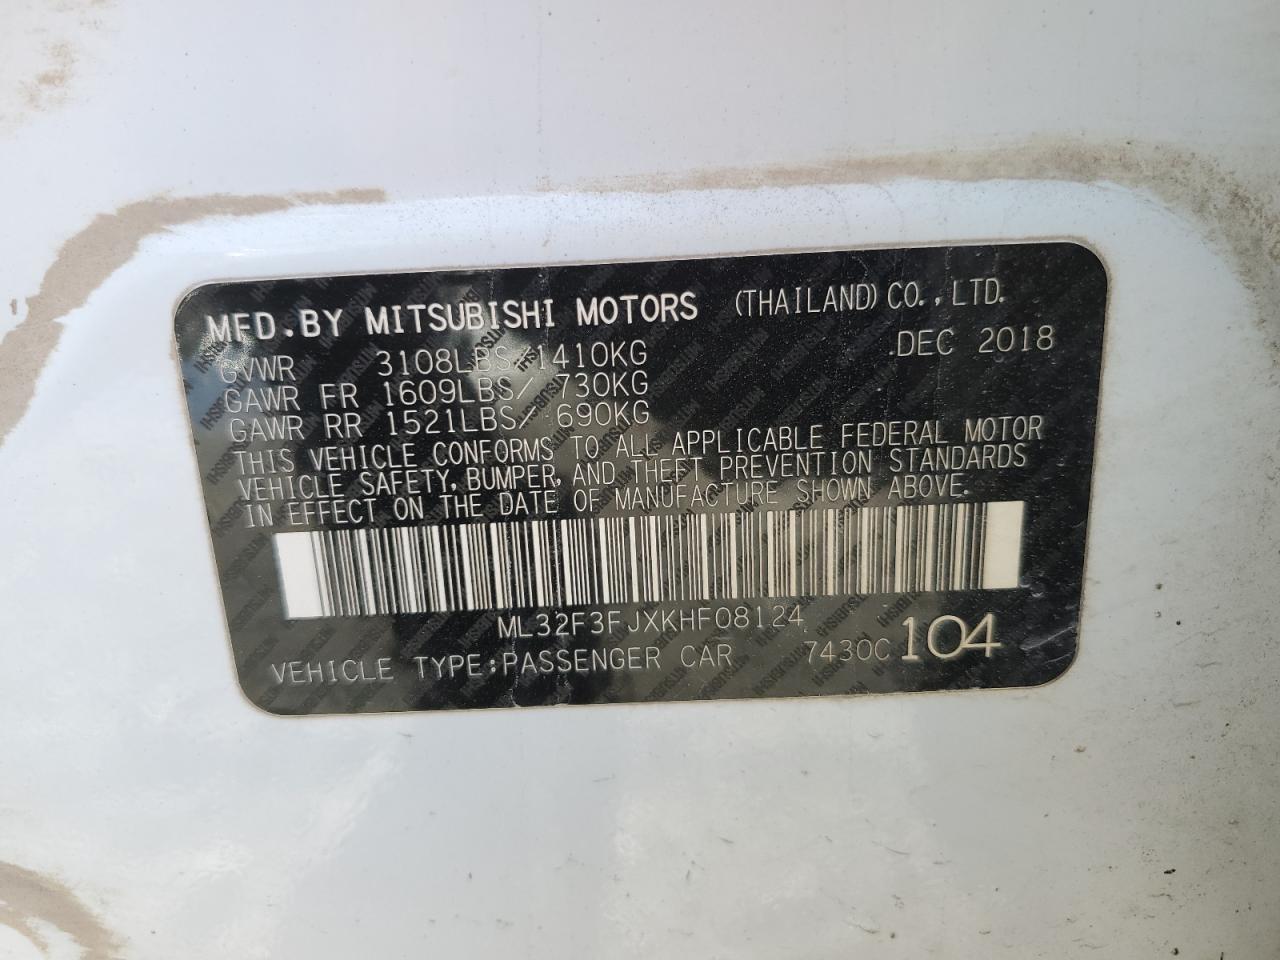 MFD.BY MITSUBISHI MOTORS (THAILAND) CO.,LTD.
GVWR 3108LBS/1410KG DEC 2018
GAWR FR 1609LBS/ 730KG
GAWR RR 1521LBS/ 690KG
THIS VEHICLE CONFORMS TO ALL APPLICABLE FEDERAL MOTOR
VEHICLE SAFETY, BUMPER, AND THEFT PREVENTION STANDARDS
IN EFFECT ON THE DATE OF MANUFACTURE SHOWN ABOVE.
ML32F3FJXKHF08124
VEHICLE TYPE:PASSENGER CAR 7430C 104